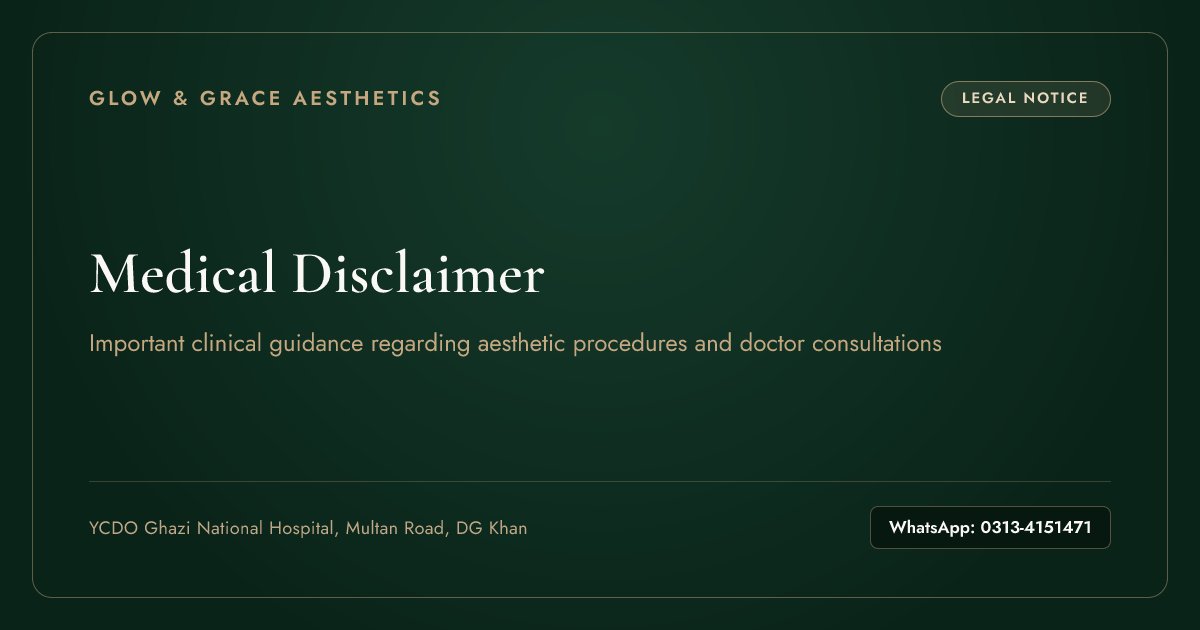 GLOW & GRACE AESTHETICS
LEGAL NOTICE
Medical Disclaimer
Important clinical guidance regarding aesthetic procedures and doctor consultations
YCDO Ghazi National Hospital, Multan Road, DG Khan
WhatsApp: 0313-4151471